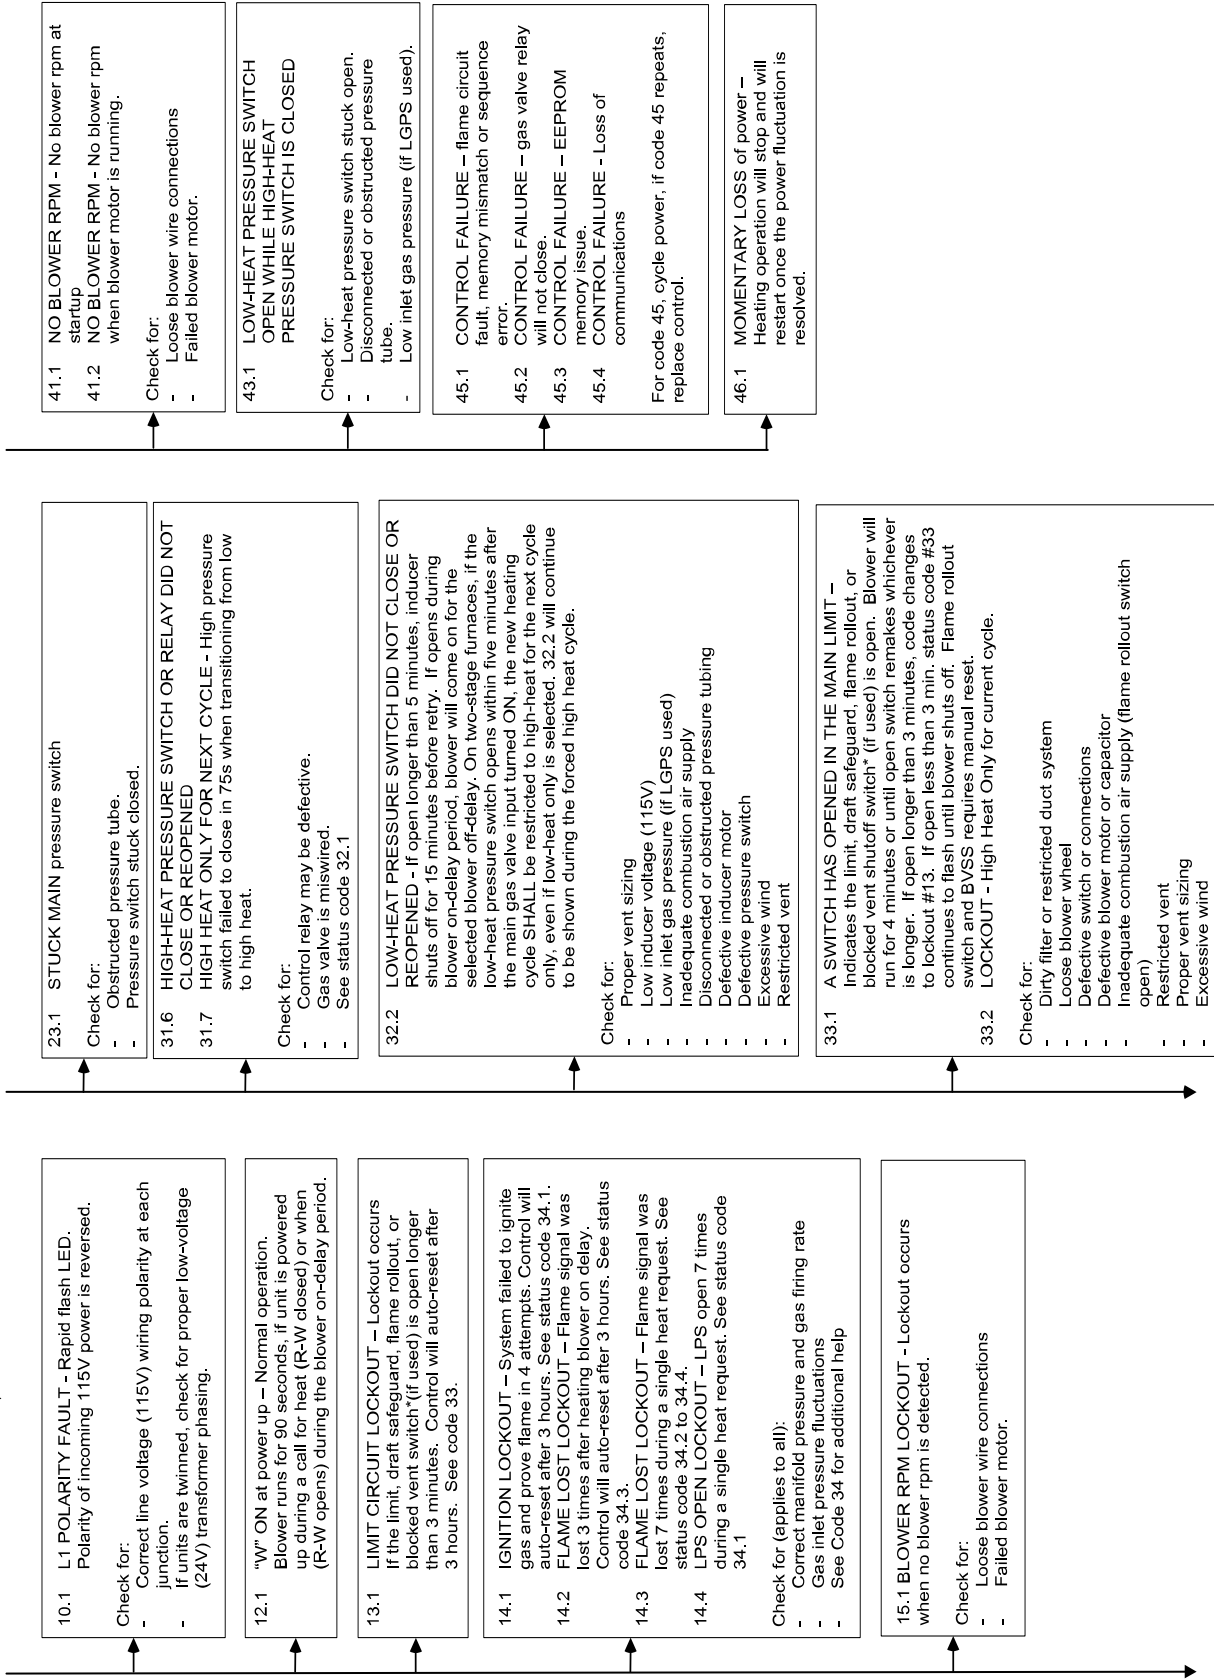 10.1 L1 POLARITY FAULT - Rapid flash LED.
Polarity of incoming 115V power is reversed.
Check for:
- Correct line voltage (115V) wiring polarity at each
junction.
- If units are twinned, check for proper low-voltage
(24V) transformer phasing.
12.1 “W” ON at power up – Normal operation.
Blower runs for 90 seconds, if unit is powered
up during a call for heat (R-W closed) or when
(R-W opens) during the blower on-delay period.
13.1 LIMIT CIRCUIT LOCKOUT – Lockout occurs
If the limit, draft safeguard, flame rollout, or
blocked vent switch*(if used) is open longer
than 3 minutes. Control will auto-reset after
3 hours. See code 33.
14.1 IGNITION LOCKOUT – System failed to ignite
gas and prove flame in 4 attempts. Control will
auto-reset after 3 hours. See status code 34.1.
14.2 FLAME LOST LOCKOUT – Flame signal was
lost 3 times after heating blower on delay.
Control will auto-reset after 3 hours. See status
code 34.3.
14.3 FLAME LOST LOCKOUT – Flame signal was
lost 7 times during a single heat request. See
status code 34.2 to 34.4.
14.4 LPS OPEN LOCKOUT – LPS open 7 times
during a single heat request. See status code
34.1
Check for (applies to all):
- Correct manifold pressure and gas firing rate
- Gas inlet pressure fluctuations
- See Code 34 for additional help
15.1 BLOWER RPM LOCKOUT - Lockout occurs
when no blower rpm is detected.
Check for:
- Loose blower wire connections
- Failed blower motor.
23.1 STUCK MAIN pressure switch
Check for:
- Obstructed pressure tube.
- Pressure switch stuck closed.
31.6 HIGH-HEAT PRESSURE SWITCH OR RELAY DID NOT
CLOSE OR REOPENED
31.7 HIGH HEAT ONLY FOR NEXT CYCLE - High pressure
switch failed to close in 75s when transitioning from low
to high heat.
Check for:
- Control relay may be defective.
- Gas valve is miswired.
- See status code 32.1
32.2 LOW-HEAT PRESSURE SWITCH DID NOT CLOSE OR
REOPENED - If open longer than 5 minutes, inducer
shuts off for 15 minutes before retry. If opens during
blower on-delay period, blower will come on for the
selected blower off-delay. On two-stage furnaces, if the
low-heat pressure switch opens within five minutes after
the main gas valve input turned ON, the new heating
cycle SHALL be restricted to high-heat for the next cycle
only, even if low-heat only is selected. 32.2 will continue
to be shown during the forced high heat cycle.
Check for:
- Proper vent sizing
- Low inducer voltage (115V)
- Low inlet gas pressure (if LGPS used)
- Inadequate combustion air supply
- Disconnected or obstructed pressure tubing
- Defective inducer motor
- Defective pressure switch
- Excessive wind
- Restricted vent
33.1 A SWITCH HAS OPENED IN THE MAIN LIMIT –
Indicates the limit, draft safeguard, flame rollout, or
blocked vent shutoff switch* (if used) is open. Blower will
run for 4 minutes or until open switch remakes whichever
is longer. If open longer than 3 minutes, code changes
to lockout #13. If open less than 3 min. status code #33
continues to flash until blower shuts off. Flame rollout
switch and BVSS requires manual reset.
33.2 LOCKOUT - High Heat Only for current cycle.
Check for:
- Dirty filter or restricted duct system
- Loose blower wheel
- Defective switch or connections
- Defective blower motor or capacitor
- Inadequate combustion air supply (flame rollout switch
open)
- Restricted vent
- Proper vent sizing
- Excessive wind
41.1 NO BLOWER RPM - No blower rpm at
startup
41.2 NO BLOWER RPM - No blower rpm
when blower motor is running.
Check for:
- Loose blower wire connections
- Failed blower motor.
43.1 LOW-HEAT PRESSURE SWITCH
OPEN WHILE HIGH-HEAT
PRESSURE SWITCH IS CLOSED
Check for:
- Low-heat pressure switch stuck open.
- Disconnected or obstructed pressure
tube.
- Low inlet gas pressure (if LGPS used).
45.1 CONTROL FAILURE – flame circuit
fault, memory mismatch or sequence
error.
45.2 CONTROL FAILURE – gas valve relay
will not close.
45.3 CONTROL FAILURE – EEPROM
memory issue.
45.4 CONTROL FAILURE - Loss of
communications
For code 45, cycle power, if code 45 repeats,
replace control.
46.1 MOMENTARY LOSS of power –
Heating operation will stop and will
restart once the power fluctuation is
resolved.